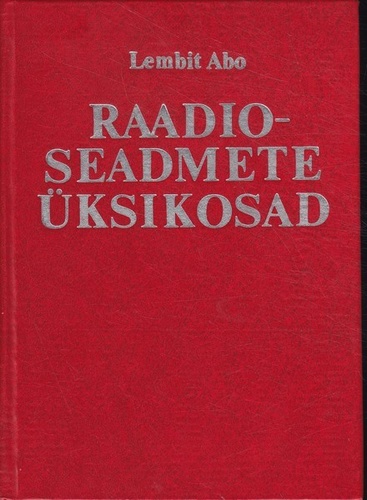 Lembit Abo
RAADIO-
SEADMETE
ÜKSIKOSAD